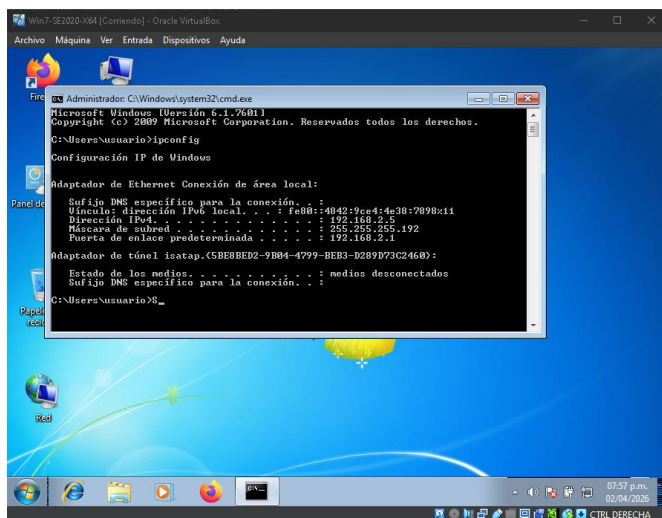 Win7-SE2020-X64 [Corriendo] - Oracle VirtualBox
Archivo Máquina Ver Entrada Dispositivos Ayuda
Fire
Administrador: C:\Windows\system32\cmd.exe
Microsoft Windows [Versión 6.1.7601]
Copyright (c) 2009 Microsoft Corporation. Reservados todos los derechos.
C:\Users\usuario>ipconfig
Configuración IP de Windows
Adaptador de Ethernet Conexión de área local:
Sufijo DNS específico para la conexión. . :
Vínculo: dirección IPv6 local. . . : fe80::4842:9ce4:4e38:7898%11
Dirección IPv4. . . . . . . . . . . . . . : 192.168.2.5
Máscara de subred . . . . . . . . . . . . : 255.255.255.192
Puerta de enlace predeterminada . . . . . : 192.168.2.1
Adaptador de túnel isatap.{5BE8BED2-9B04-4799-BEB3-D289D73C2460}:
Estado de los medios. . . . . . . . . . . : medios desconectados
Sufijo DNS específico para la conexión. . :
C:\Users\usuario>S_
Panel de
Papele
recic
Red
07:57 p.m.
02/04/2026
CTRL DERECHA